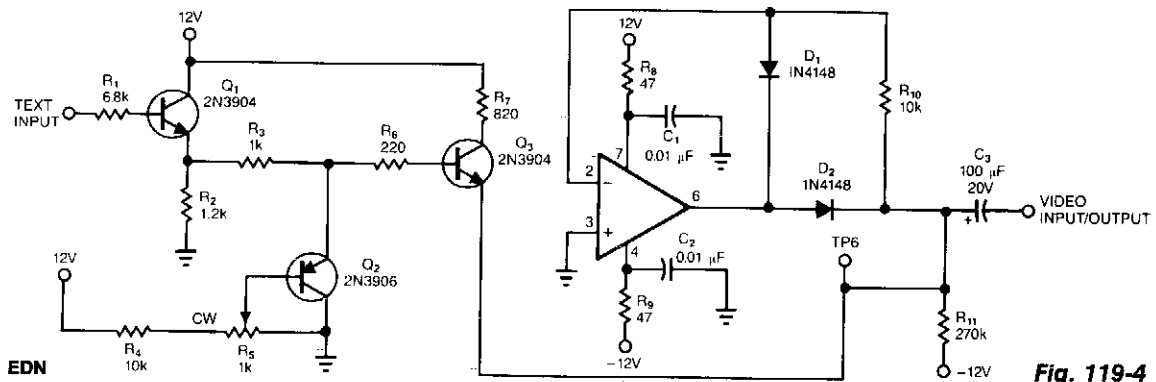 12V
R1
6.8k
TEXT
INPUT
Q1
2N3904
R3
1k
R2
1.2k
R6
220
R7
820
Q3
2N3904
Q2
2N3906
12V
CW
R4
10k
R5
1k
EDN
12V
R8
47
C1
0.01 µF
7
2
−
3
+
6
4
C2
0.01 µF
R9
47
−12V
D1
IN4148
D2
1N4148
R10
10k
C3
100 µF
20V
+
VIDEO
INPUT/OUTPUT
TP6
R11
270k
−12V
Fig. 119-4